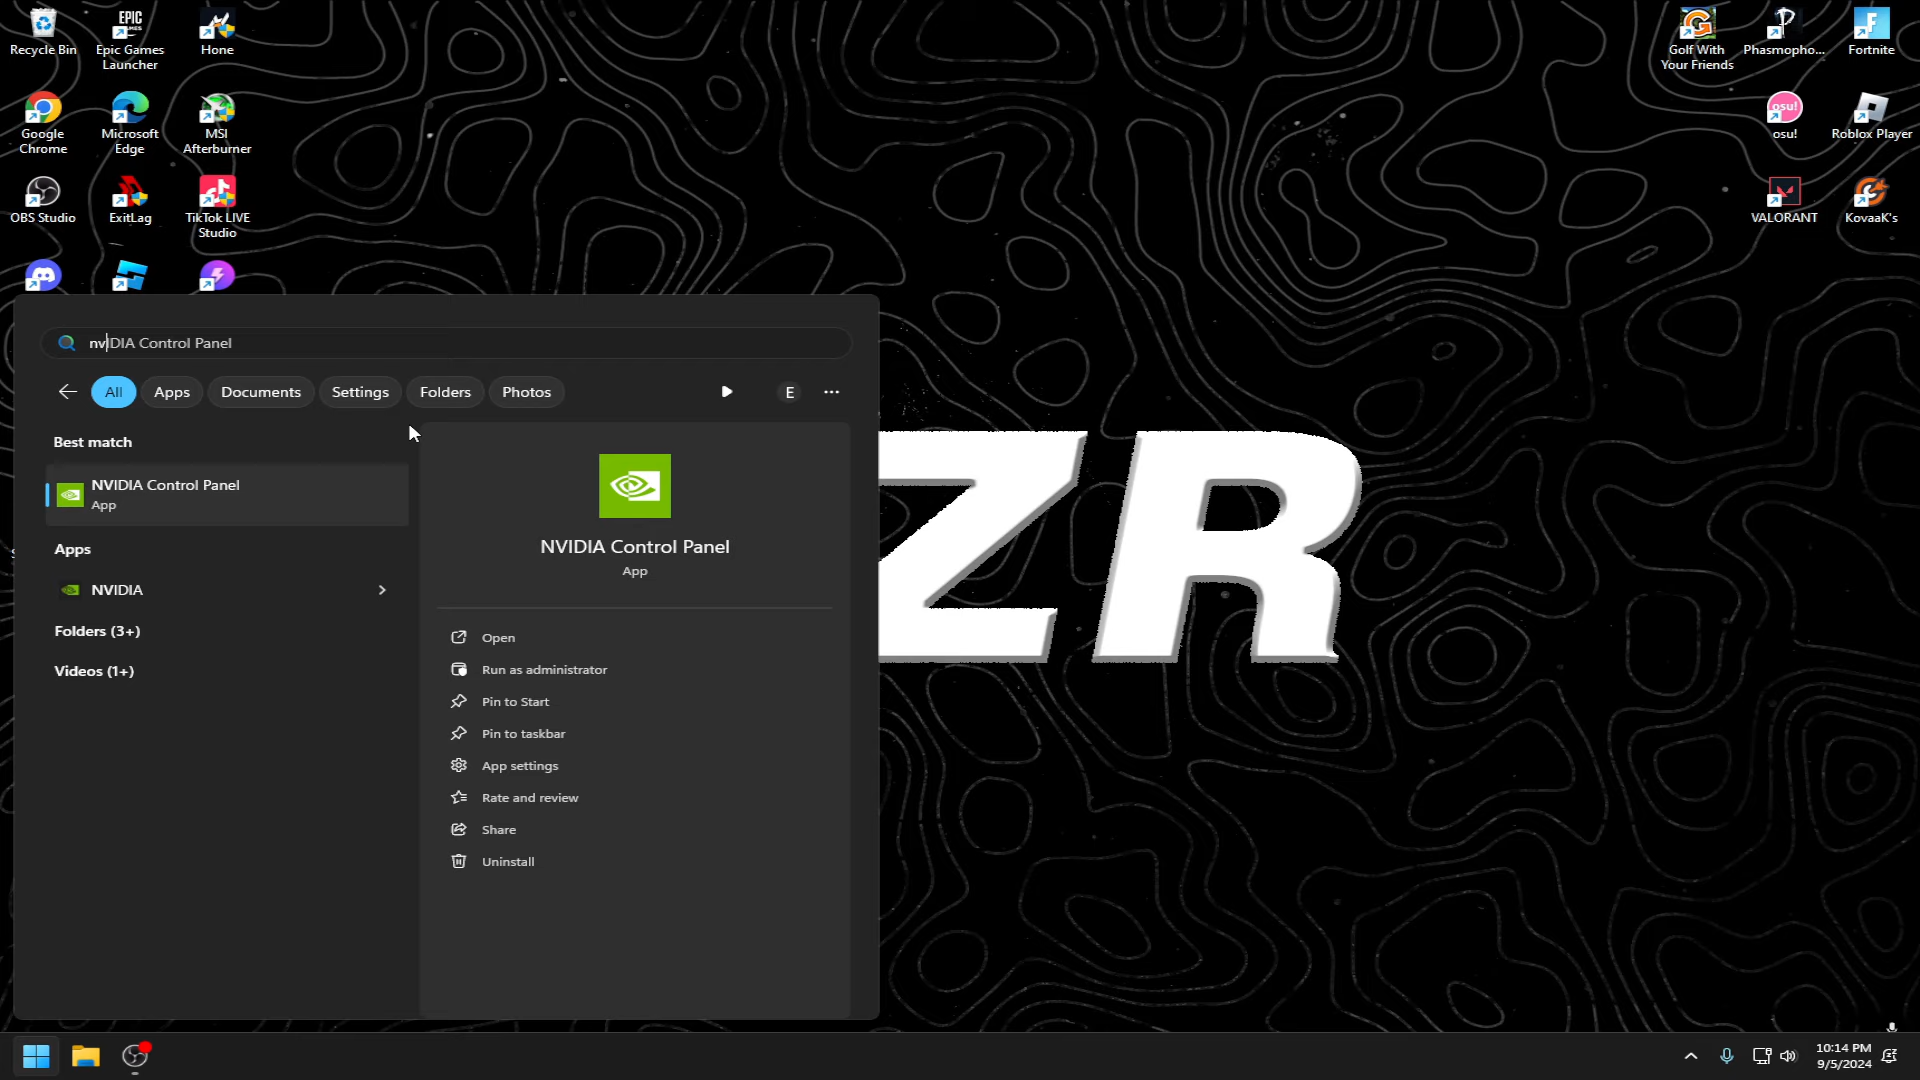 Recycle Bin
EPIC
GAMES
Epic Games
Launcher
Hone
Golf With
Your Friends
Phasmopho...
F
Fortnite
Google
Chrome
Microsoft
Edge
MSI
Afterburner
osu!
osu!
Roblox Player
OBS Studio
ExitLag
TikTok LIVE
Studio
VALORANT
KovaaK's
nvIDIA Control Panel
All
Apps
Documents
Settings
Folders
Photos
E
Best match
NVIDIA Control Panel
App
Apps
NVIDIA
Folders (3+)
Videos (1+)
NVIDIA Control Panel
App
Open
Run as administrator
Pin to Start
Pin to taskbar
App settings
Rate and review
Share
Uninstall
ZR
10:14 PM
9/5/2024